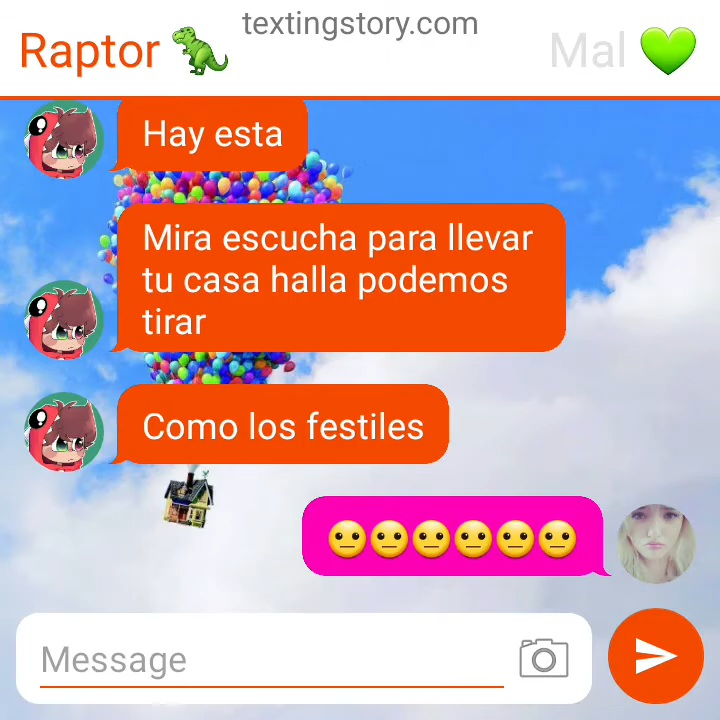 textingstory.com
Raptor 🦖
Mal 💚
Hay esta
Mira escucha para llevar
tu casa halla podemos
tirar
Como los festiles
😐😐😐😐😐😐
Message